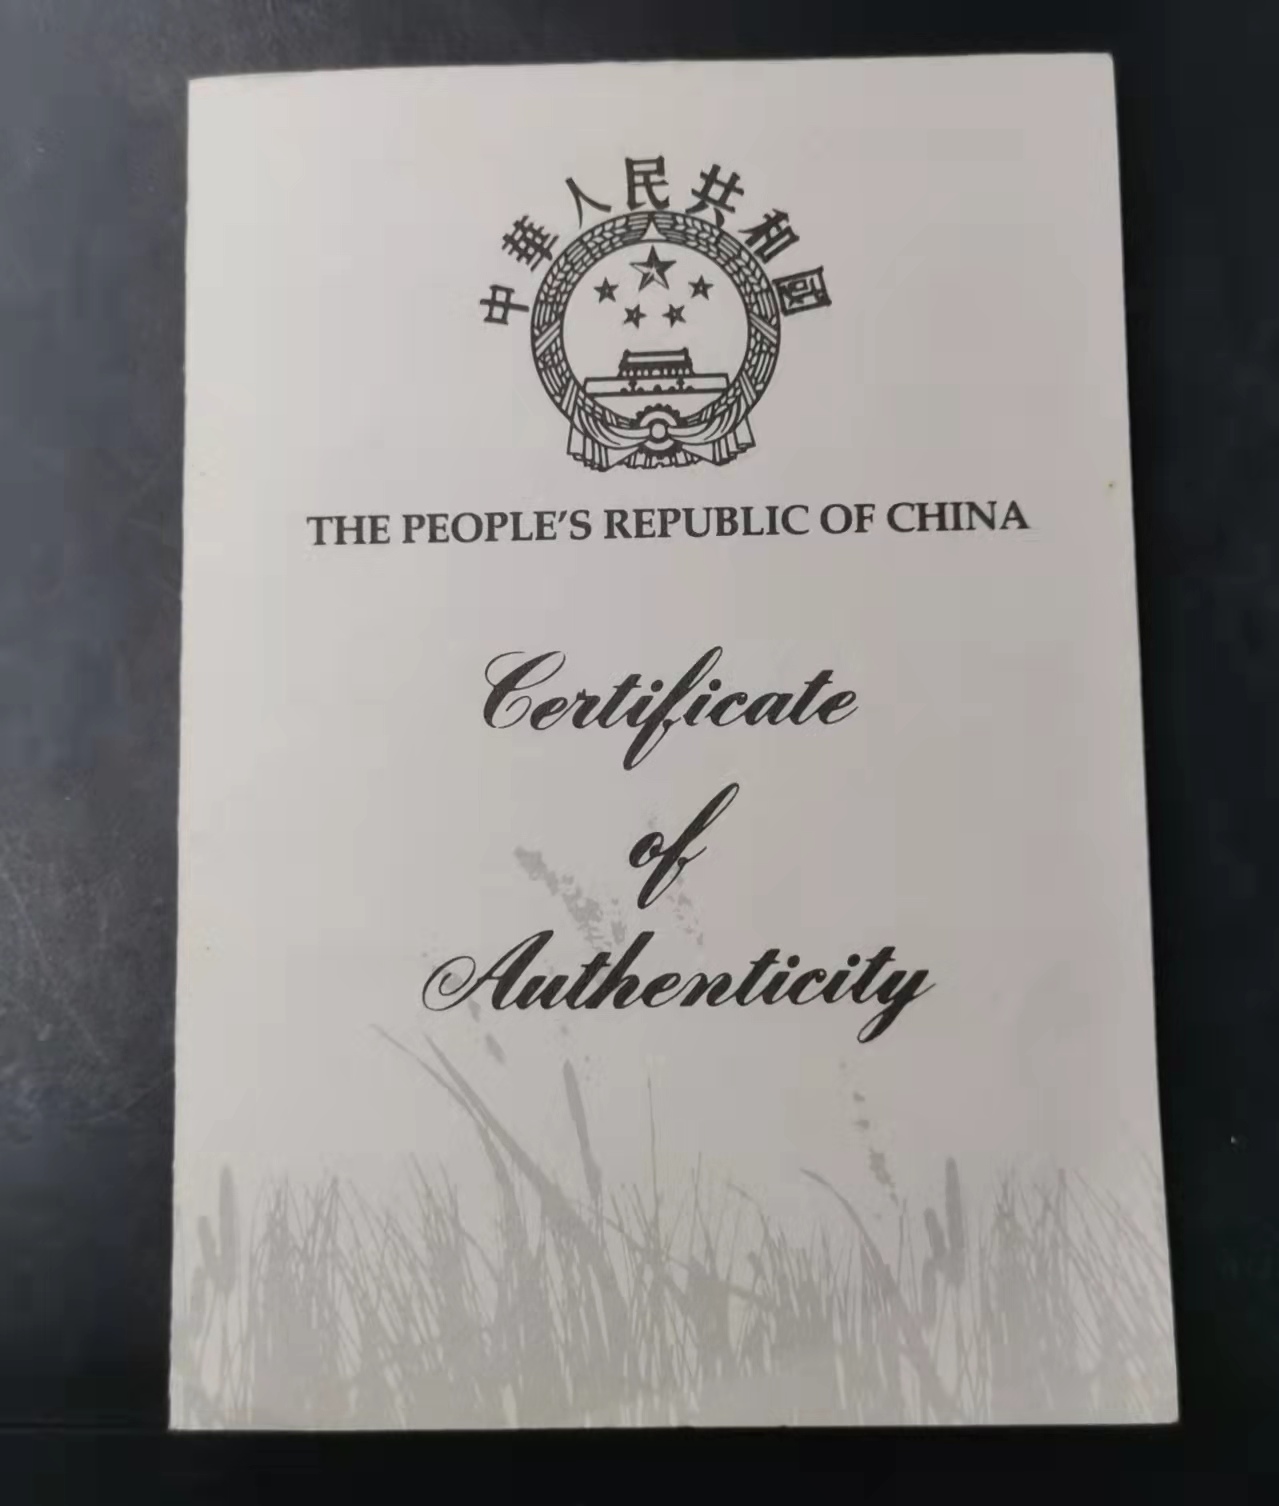 中華人民共和國
THE PEOPLE'S REPUBLIC OF CHINA
Certificate
of
Authenticity